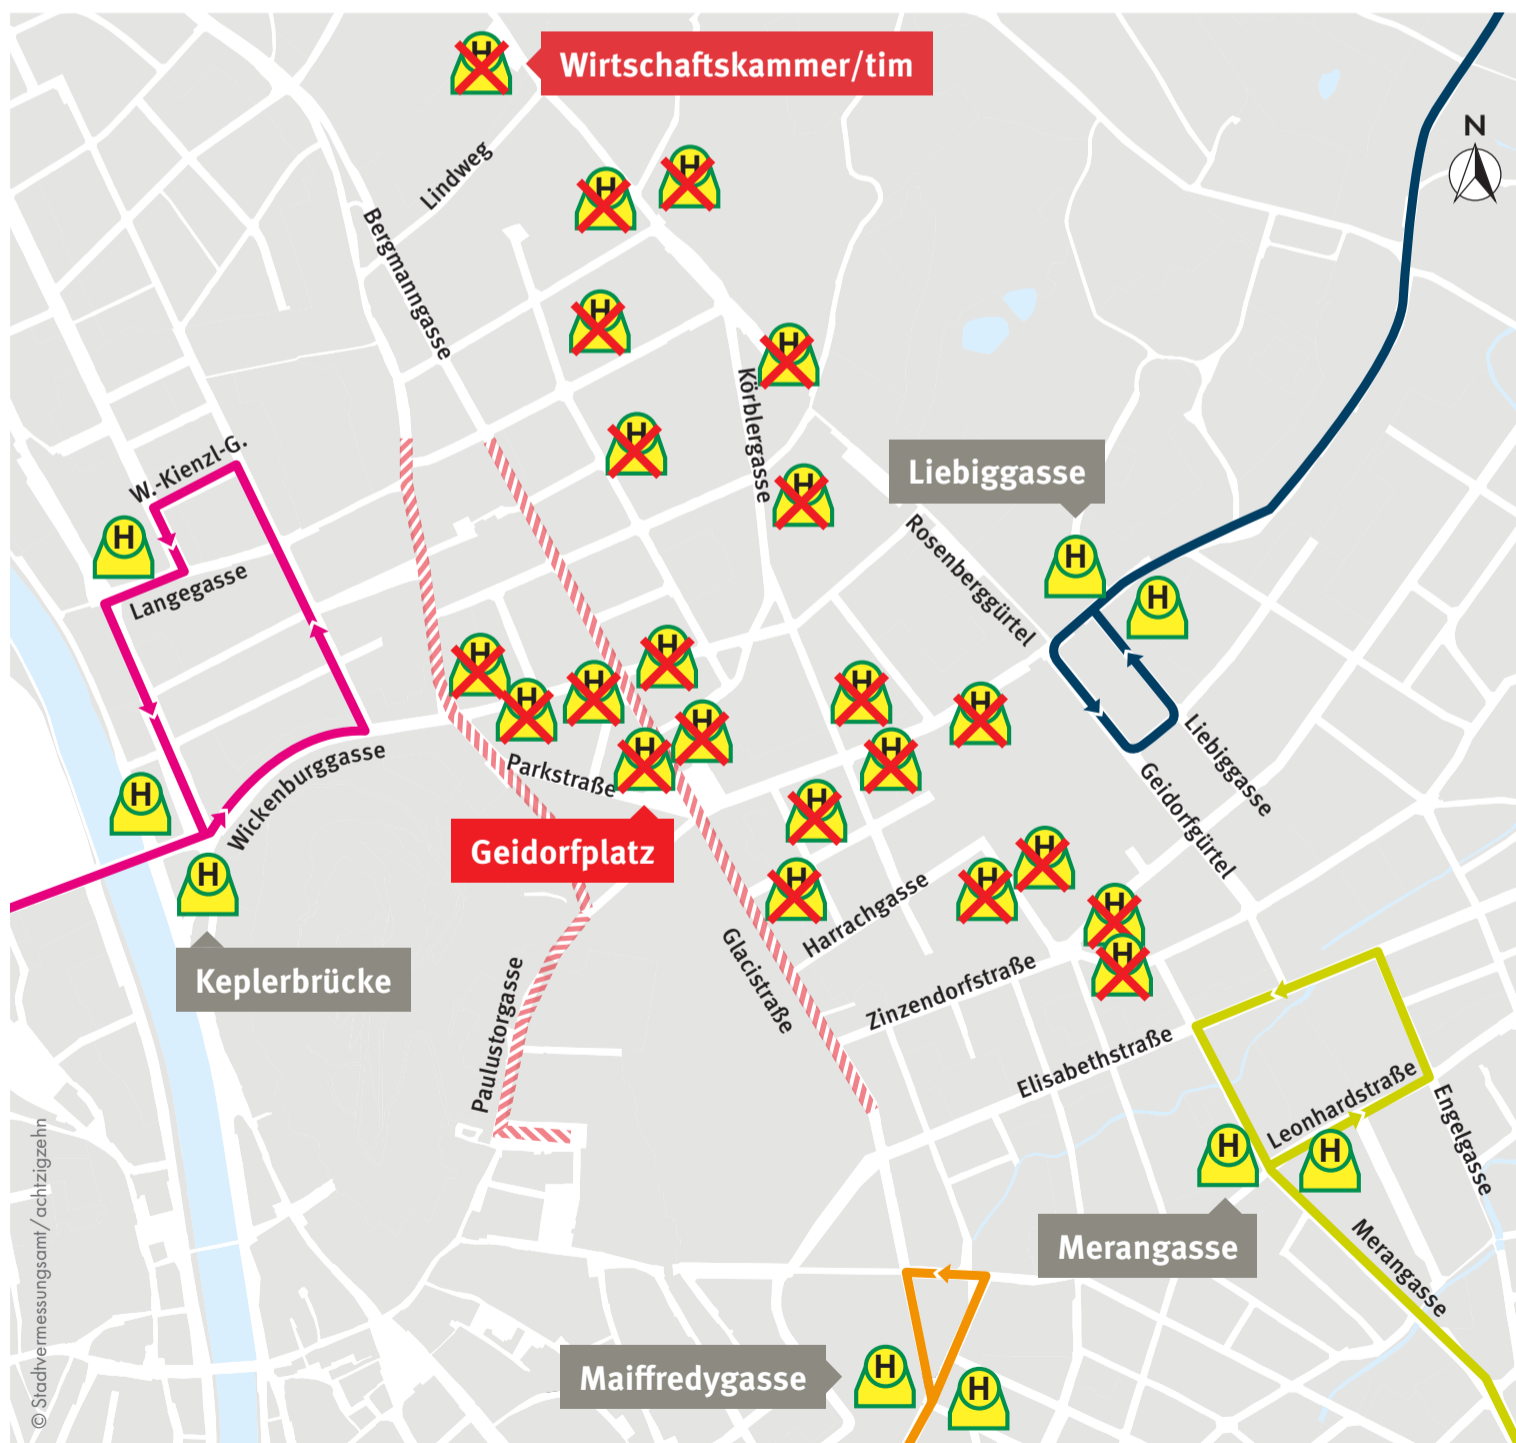 H
Wirtschaftskammer/tim
N
H
Lindweg
H
Bergmanngasse
H
H
Körblergasse
H
W.-Kienzl-G.
Liebiggasse
H
H
Rosenberggürtel
H
H
H
Langegasse
H
H
H
H
H
H
H
H
H
Liebiggasse
Wickenburggasse
Parkstraße
H
Geidorfgürtel
H
H
Geidorfplatz
H
H
H
H
Harrachgasse
H
Glacistraße
H
Keplerbrücke
Zinzendorfstraße
Paulustorgasse
Elisabethstraße
Leonhardstraße
Engelgasse
H
H
Merangasse
Merangasse
© Stadtvermessungsamt/achtzigzehn
Maiffredygasse
H
H